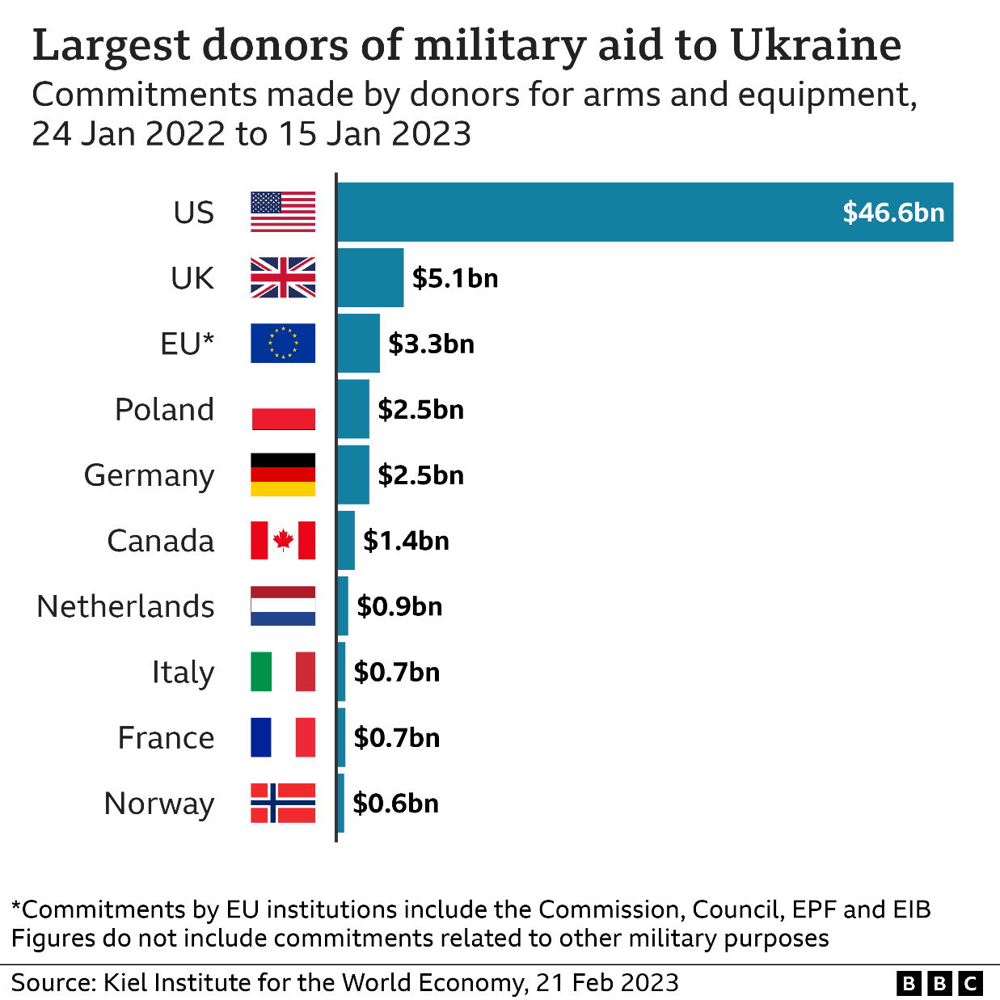 Largest donors of military aid to Ukraine
Commitments made by donors for arms and equipment,
24 Jan 2022 to 15 Jan 2023
US $46.6bn
UK $5.1bn
EU* $3.3bn
Poland $2.5bn
Germany $2.5bn
Canada $1.4bn
Netherlands $0.9bn
Italy $0.7bn
France $0.7bn
Norway $0.6bn
*Commitments by EU institutions include the Commission, Council, EPF and EIB
Figures do not include commitments related to other military purposes
Source: Kiel Institute for the World Economy, 21 Feb 2023
BBC